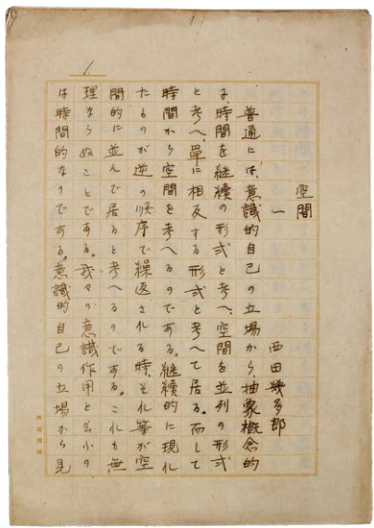 空間
一
西田幾多郎
普通には、意識的自己の立場から、抽象概念的
に、時間を継続の形式と考へ、空間を並列の形式
と考へ、単に相反する形式と考へて居る。而して
時間から空間を考へるのである。継続的に現れ
たものが逆の順序で繰返される時、それ等が空
間的に並んで居ると考へるのである。これも無
理ならぬことである。我々の意識作用と云ふの
は時間的なのである。意識的自己の立場から見